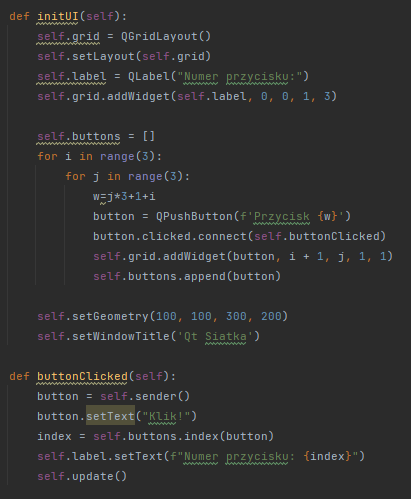 def initUI(self):
    self.grid = QGridLayout()
    self.setLayout(self.grid)
    self.label = QLabel("Numer przycisku:")
    self.grid.addWidget(self.label, 0, 0, 1, 3)

    self.buttons = []
    for i in range(3):
        for j in range(3):
            w=j*3+1+i
            button = QPushButton(f'Przycisk {w}')
            button.clicked.connect(self.buttonClicked)
            self.grid.addWidget(button, i + 1, j, 1, 1)
            self.buttons.append(button)

    self.setGeometry(100, 100, 300, 200)
    self.setWindowTitle('Qt Siatka')

def buttonClicked(self):
    button = self.sender()
    button.setText("Klik!")
    index = self.buttons.index(button)
    self.label.setText(f"Numer przycisku: {index}")
    self.update()